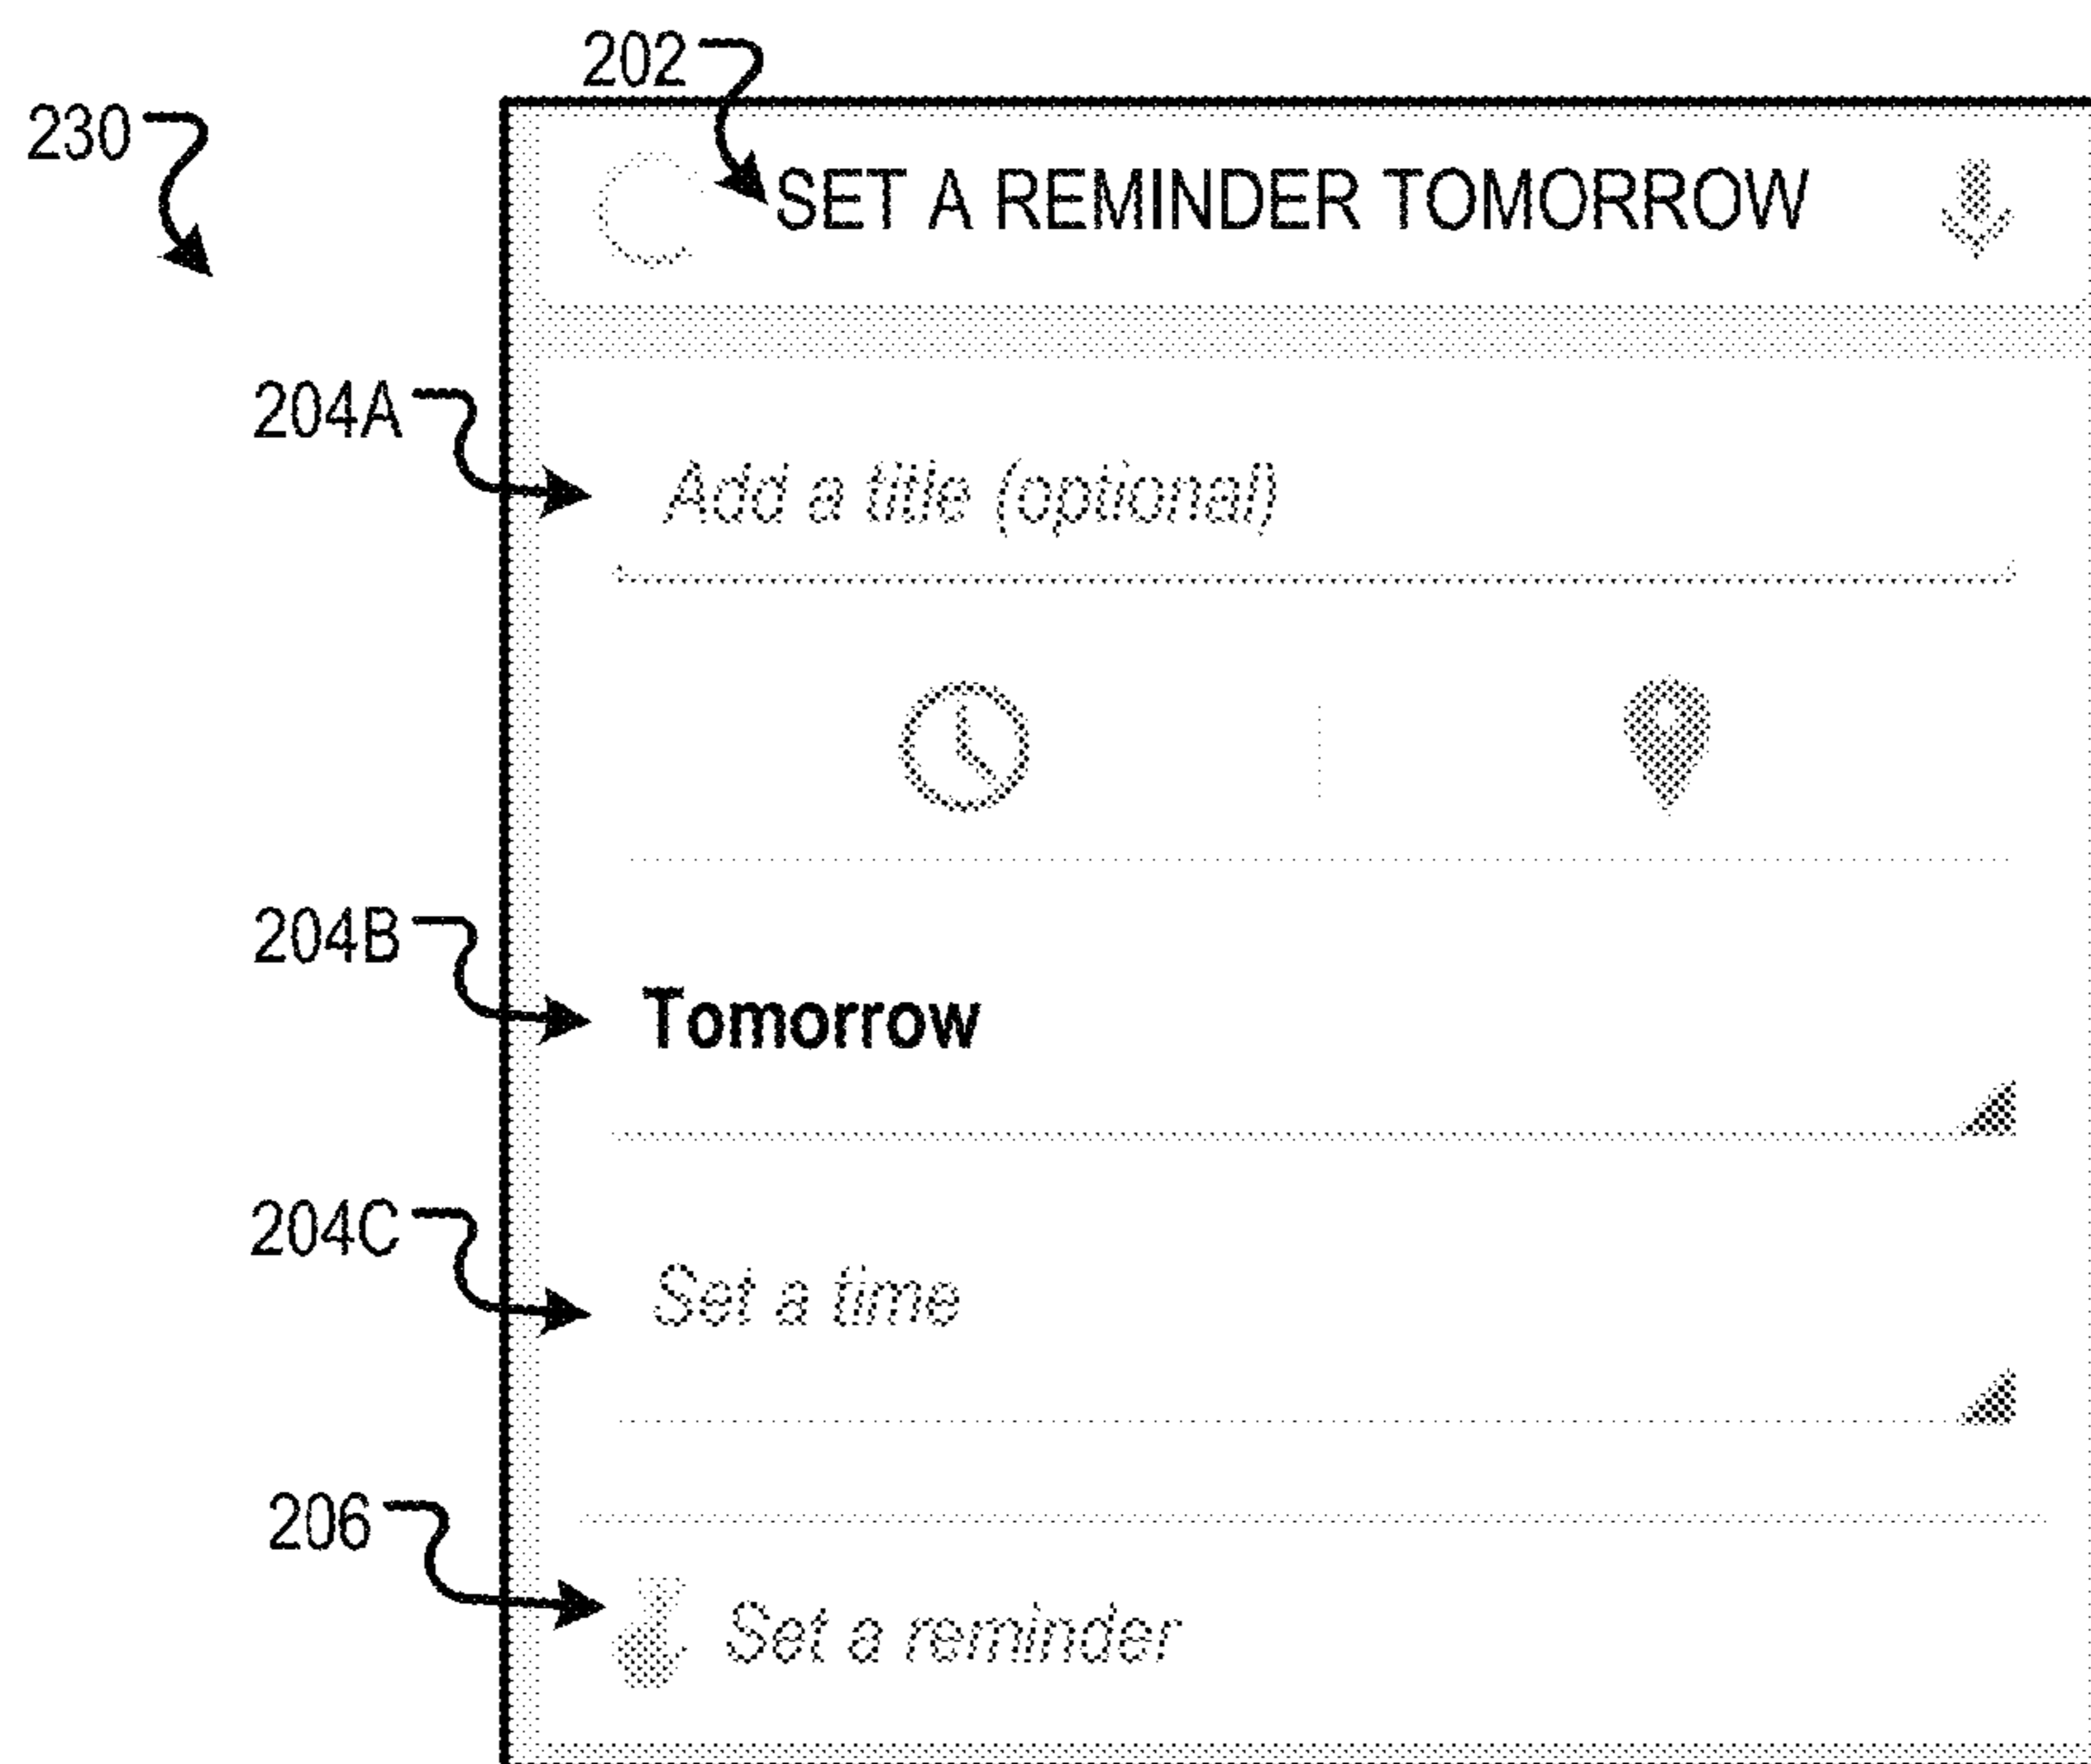 202
230
SET A REMINDER TOMORROW
204A
Add a title (optional)
204B
Tomorrow
204C
Set a time
206
Set a reminder